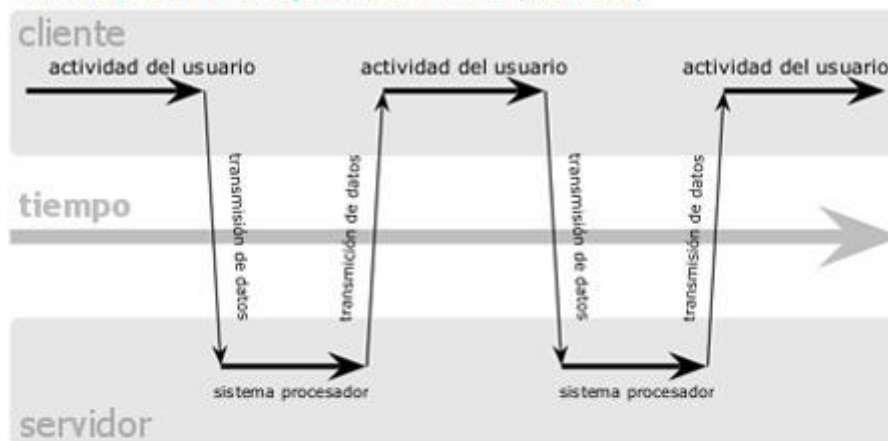 cliente
actividad del usuario
actividad del usuario
actividad del usuario
transmisión de datos
transmición de datos
transmisión de datos
transmisión de datos
tiempo
sistema procesador
sistema procesador
servidor